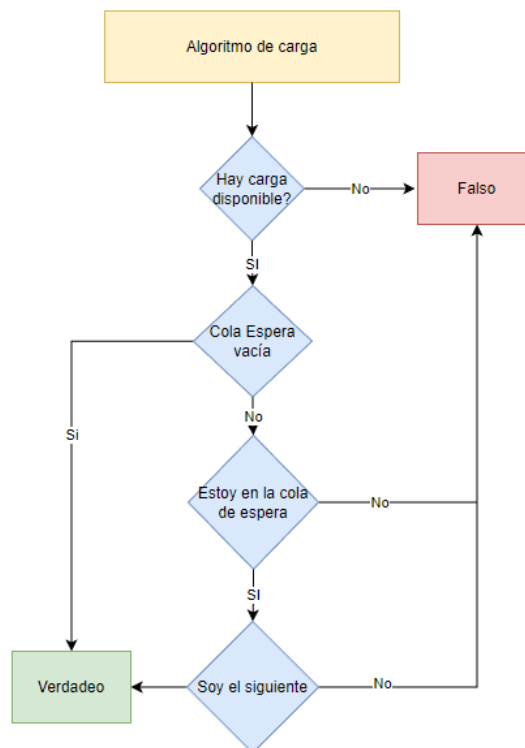 Algoritmo de carga
Hay carga
disponible?
No
Falso
SI
Cola Espera
vacía
Si
No
Estoy en la cola
de espera
No
SI
Verdadeo
Soy el siguiente
No